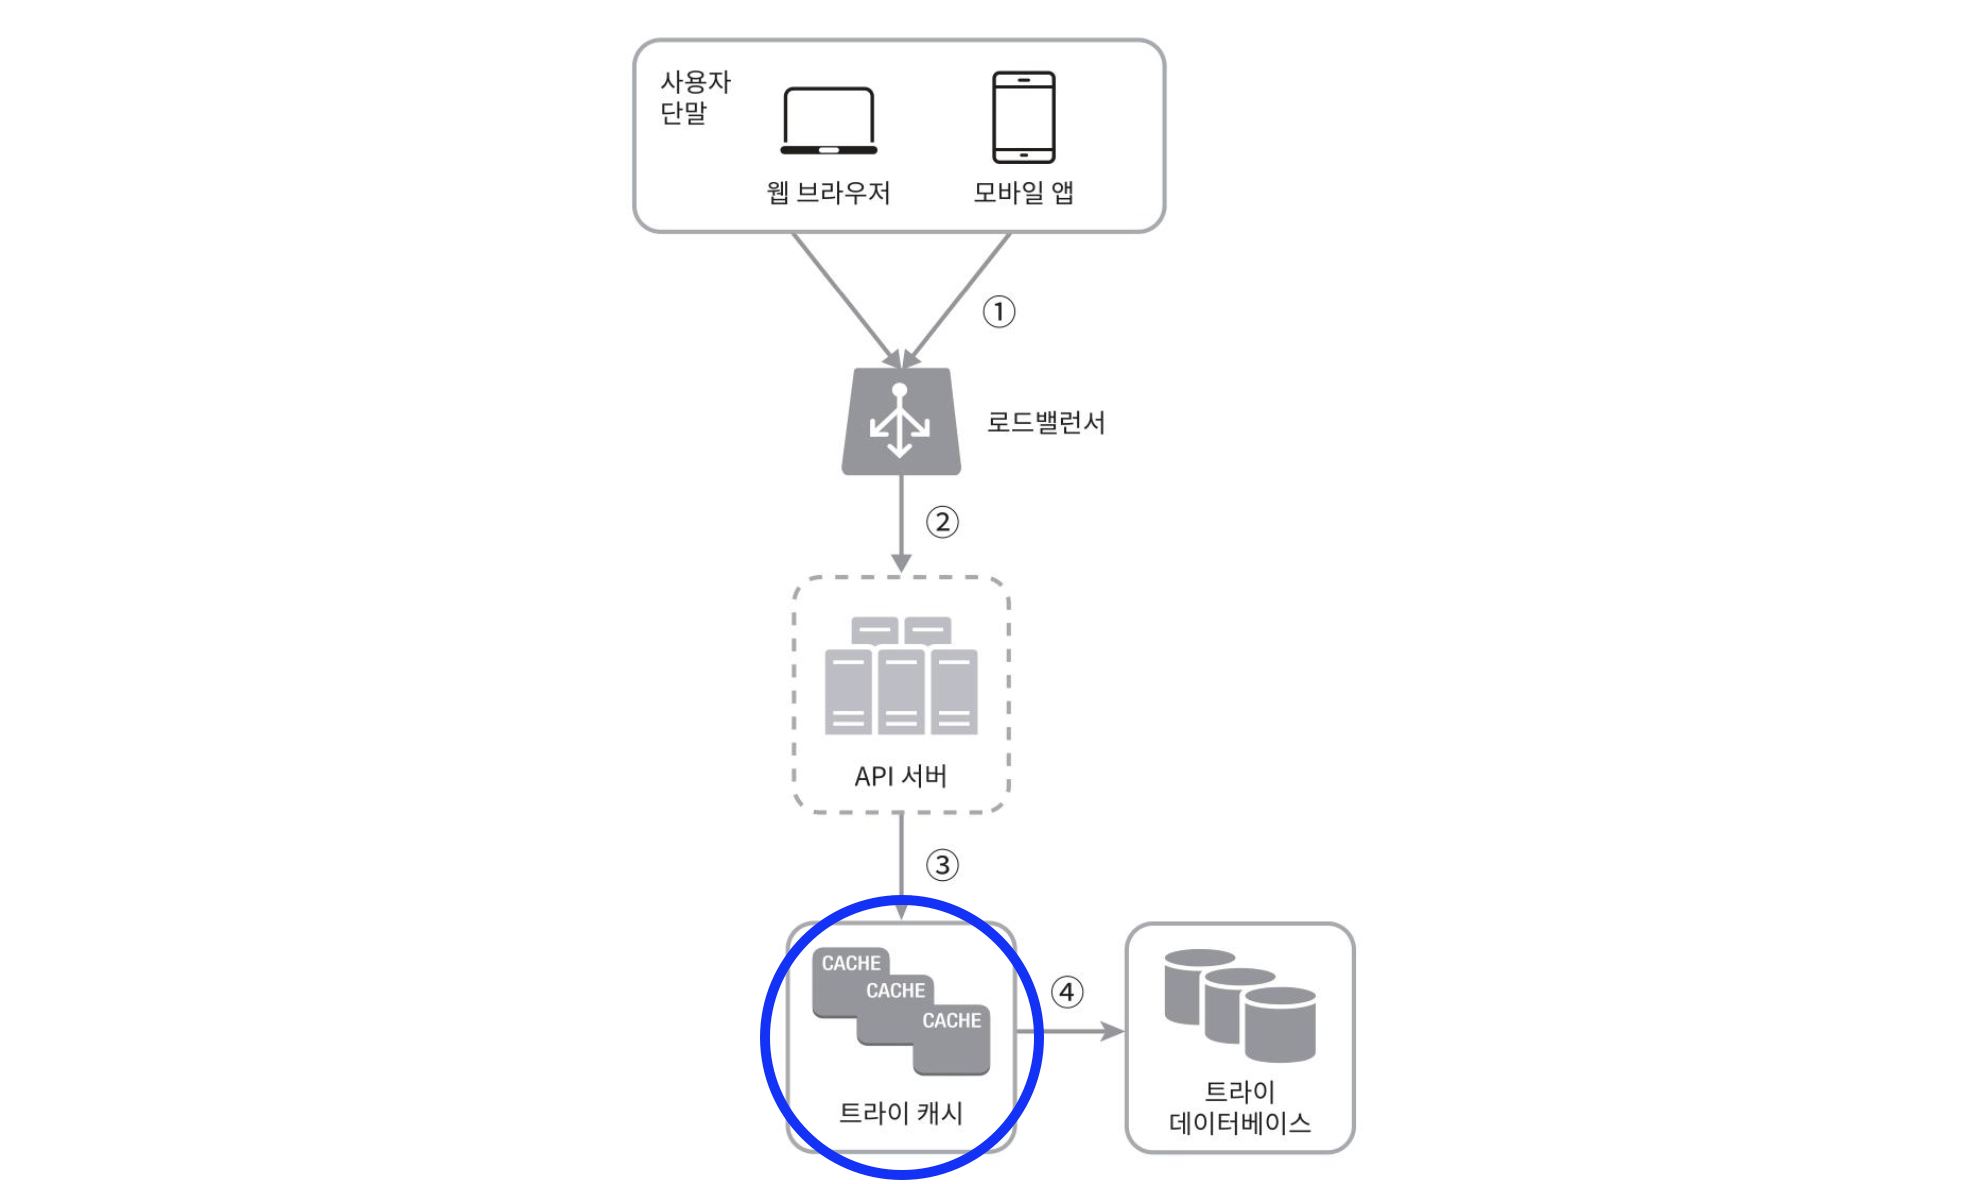 사용자
단말
웹 브라우저
모바일 앱
①
로드밸런서
②
API 서버
③
CACHE
CACHE
CACHE
트라이 캐시
④
트라이
데이터베이스